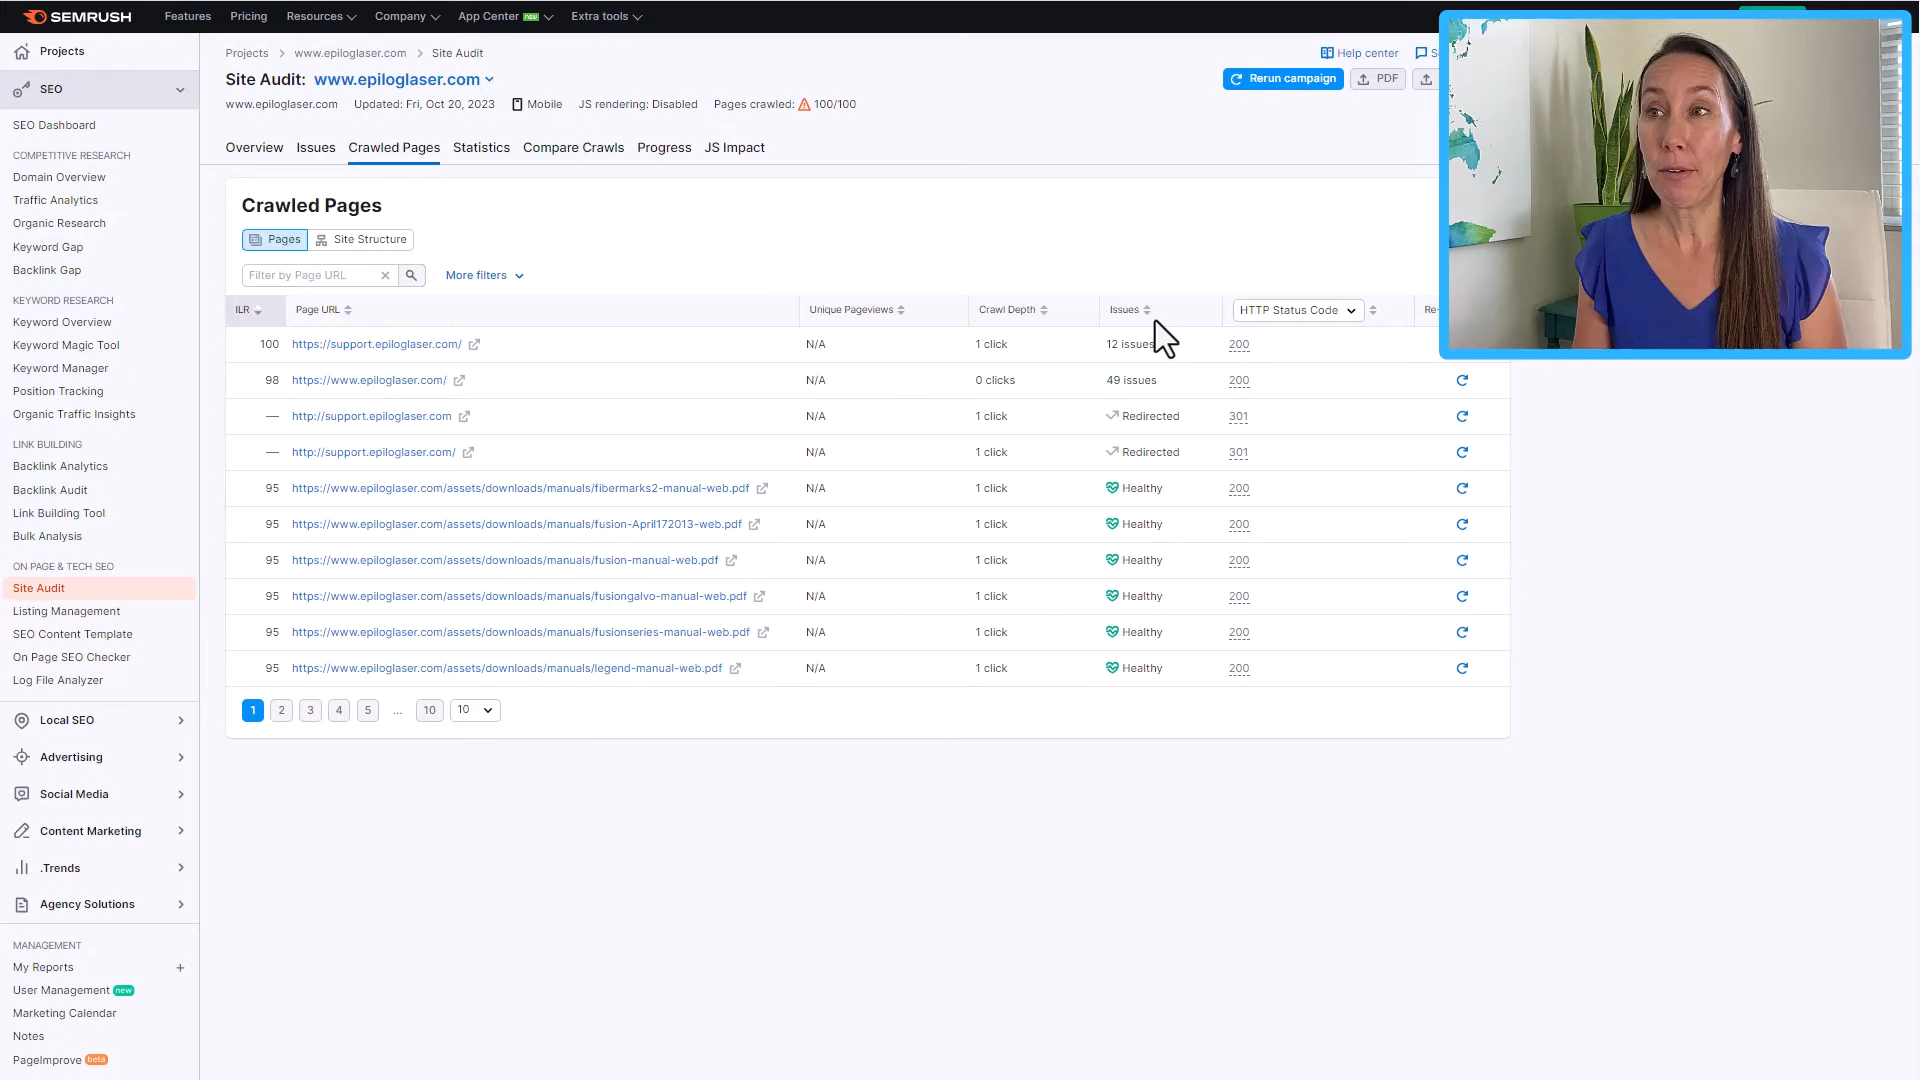 SEMRUSH Features Pricing Resources Company App Center new Extra tools
Projects
SEO
SEO Dashboard
COMPETITIVE RESEARCH
Domain Overview
Traffic Analytics
Organic Research
Keyword Gap
Backlink Gap
KEYWORD RESEARCH
Keyword Overview
Keyword Magic Tool
Keyword Manager
Position Tracking
Organic Traffic Insights
LINK BUILDING
Backlink Analytics
Backlink Audit
Link Building Tool
Bulk Analysis
ON PAGE & TECH SEO
Site Audit
Listing Management
SEO Content Template
On Page SEO Checker
Log File Analyzer
Local SEO
Advertising
Social Media
Content Marketing
.Trends
Agency Solutions
MANAGEMENT
My Reports +
User Management new
Marketing Calendar
Notes
PageImprove beta
Projects > www.epiloglaser.com > Site Audit
Help center
Site Audit: www.epiloglaser.com
Rerun campaign PDF
www.epiloglaser.com Updated: Fri, Oct 20, 2023 Mobile JS rendering: Disabled Pages crawled: 100/100
Overview Issues Crawled Pages Statistics Compare Crawls Progress JS Impact
Crawled Pages
Pages Site Structure
Filter by Page URL More filters
ILR Page URL Unique Pageviews Crawl Depth Issues HTTP Status Code Re-
100 https://support.epiloglaser.com/ N/A 1 click 12 issues 200
98 https://www.epiloglaser.com/ N/A 0 clicks 49 issues 200
— http://support.epiloglaser.com N/A 1 click Redirected 301
— http://support.epiloglaser.com/ N/A 1 click Redirected 301
95 https://www.epiloglaser.com/assets/downloads/manuals/fibermarks2-manual-web.pdf N/A 1 click Healthy 200
95 https://www.epiloglaser.com/assets/downloads/manuals/fusion-April172013-web.pdf N/A 1 click Healthy 200
95 https://www.epiloglaser.com/assets/downloads/manuals/fusion-manual-web.pdf N/A 1 click Healthy 200
95 https://www.epiloglaser.com/assets/downloads/manuals/fusiongalvo-manual-web.pdf N/A 1 click Healthy 200
95 https://www.epiloglaser.com/assets/downloads/manuals/fusionseries-manual-web.pdf N/A 1 click Healthy 200
95 https://www.epiloglaser.com/assets/downloads/manuals/legend-manual-web.pdf N/A 1 click Healthy 200
1 2 3 4 5 ... 10 10